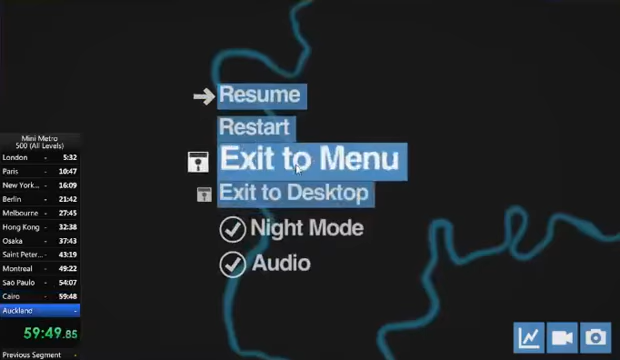 Resume
Restart
Exit to Menu
Exit to Desktop
Night Mode
Audio
Mini Metro
500 (All Levels)
London - 5:32
Paris - 10:47
New York... - 16:09
Berlin - 21:42
Melbourne - 27:45
Hong Kong - 32:38
Osaka - 37:43
Saint Peter... - 43:19
Montreal - 49:22
Sao Paulo - 54:07
Cairo - 59:48
Auckland -
59:49.85
Previous Segment -